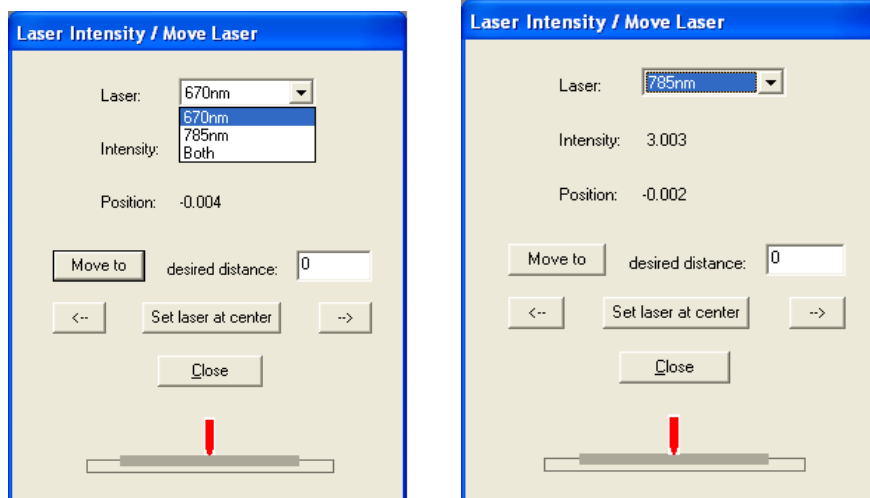 Laser Intensity / Move Laser
Laser: 670nm
670nm
785nm
Both
Intensity:
Position: -0.004
Move to desired distance: 0
<-- Set laser at center -->
Close
Laser Intensity / Move Laser
Laser: 785nm
Intensity: 3.003
Position: -0.002
Move to desired distance: 0
<-- Set laser at center -->
Close